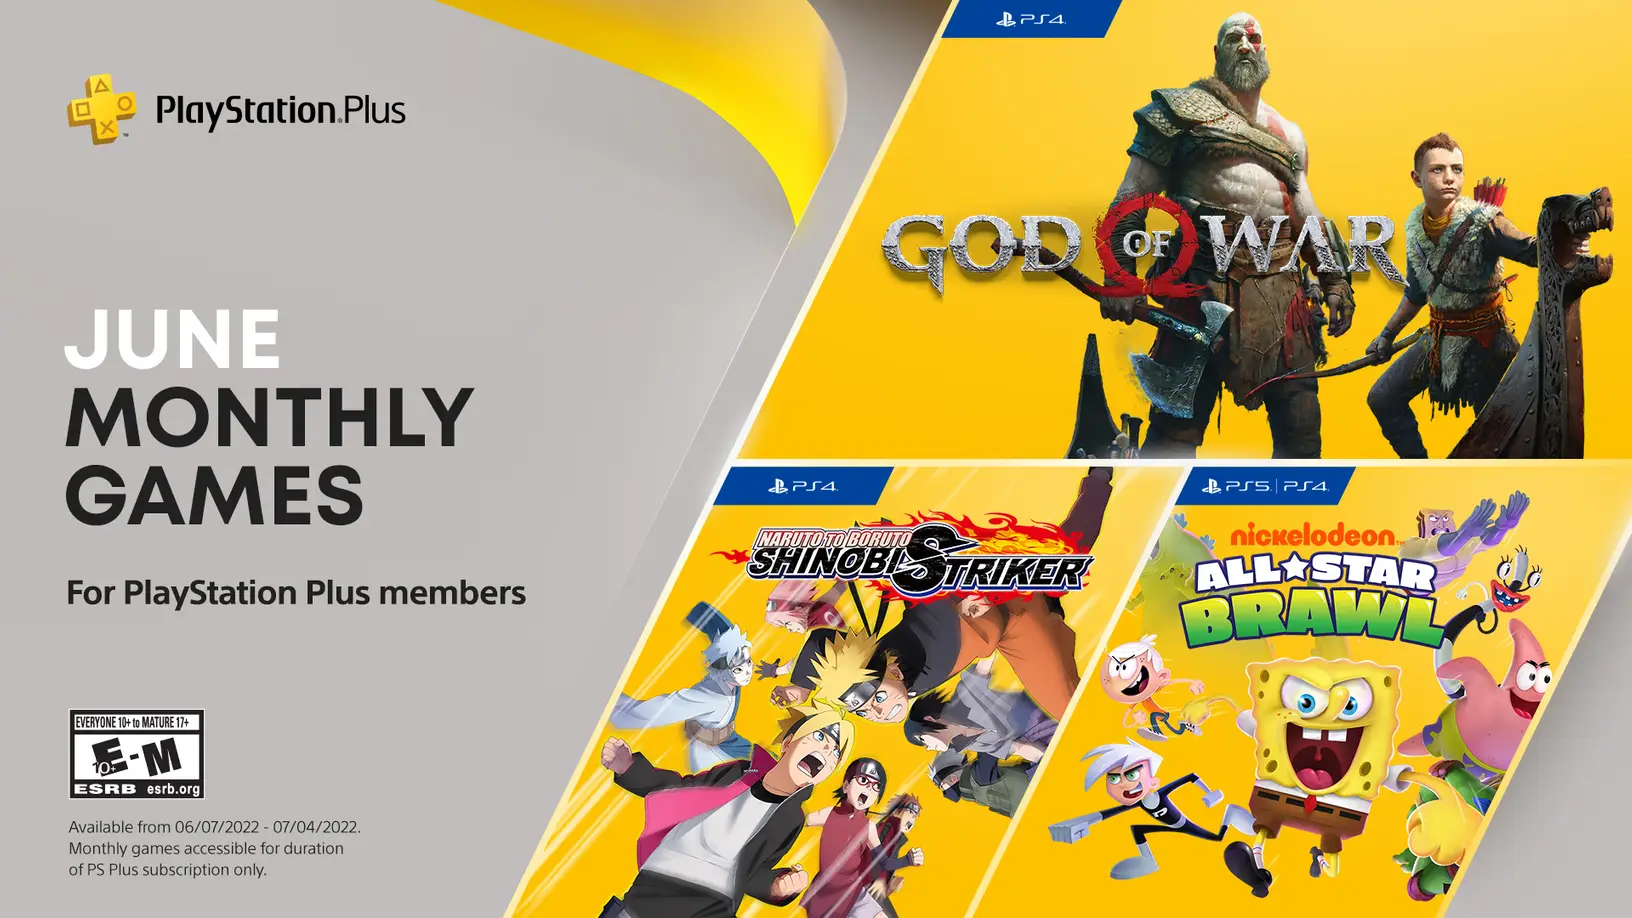 PlayStation®Plus
™
JUNE
MONTHLY
GAMES
For PlayStation Plus members
EVERYONE 10+ to MATURE 17+
E-M
10+
ESRB esrb.org
Available from 06/07/2022 - 07/04/2022.
Monthly games accessible for duration
of PS Plus subscription only.
PS4
GOD OF WAR
PS4
NARUTO TO BORUTO
SHINOBI STRIKER
PS5 | PS4
nickelodeon™
ALL★STAR
BRAWL